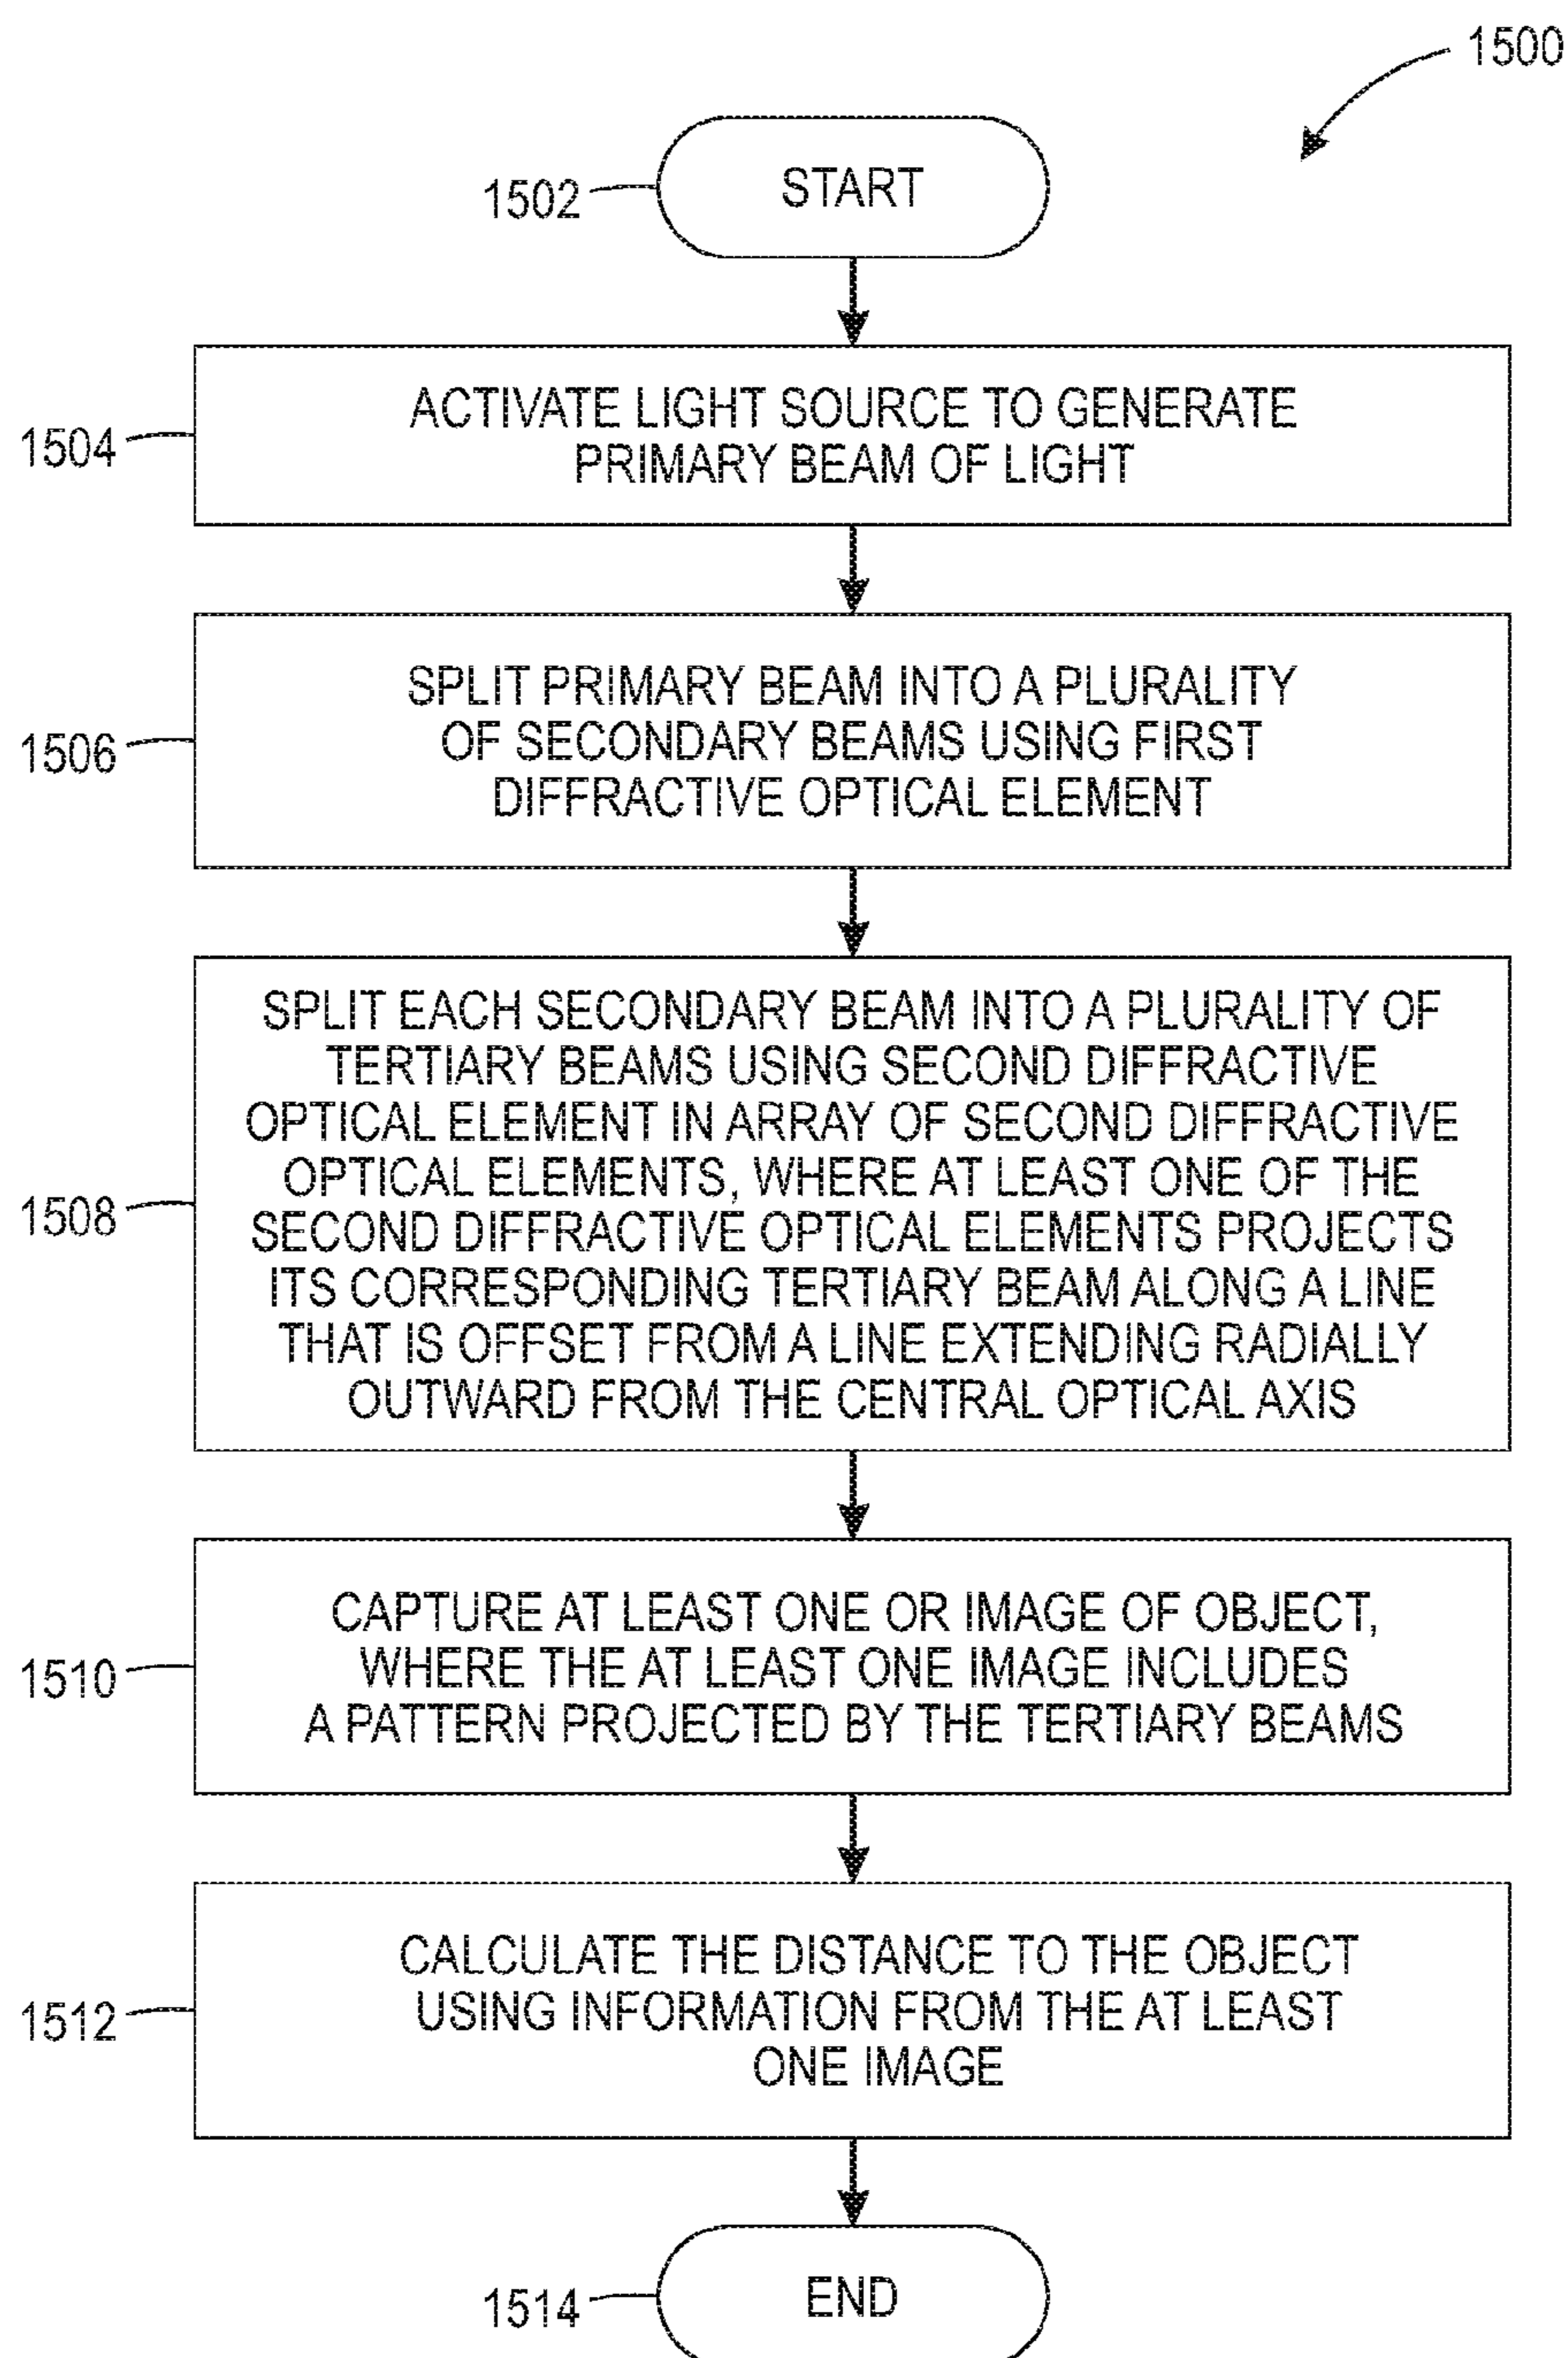 1500
1502
START
1504
ACTIVATE LIGHT SOURCE TO GENERATE
PRIMARY BEAM OF LIGHT
1506
SPLIT PRIMARY BEAM INTO A PLURALITY
OF SECONDARY BEAMS USING FIRST
DIFFRACTIVE OPTICAL ELEMENT
1508
SPLIT EACH SECONDARY BEAM INTO A PLURALITY OF
TERTIARY BEAMS USING SECOND DIFFRACTIVE
OPTICAL ELEMENT IN ARRAY OF SECOND DIFFRACTIVE
OPTICAL ELEMENTS, WHERE AT LEAST ONE OF THE
SECOND DIFFRACTIVE OPTICAL ELEMENTS PROJECTS
ITS CORRESPONDING TERTIARY BEAM ALONG A LINE
THAT IS OFFSET FROM A LINE EXTENDING RADIALLY
OUTWARD FROM THE CENTRAL OPTICAL AXIS
1510
CAPTURE AT LEAST ONE OR IMAGE OF OBJECT,
WHERE THE AT LEAST ONE IMAGE INCLUDES
A PATTERN PROJECTED BY THE TERTIARY BEAMS
1512
CALCULATE THE DISTANCE TO THE OBJECT
USING INFORMATION FROM THE AT LEAST
ONE IMAGE
1514
END